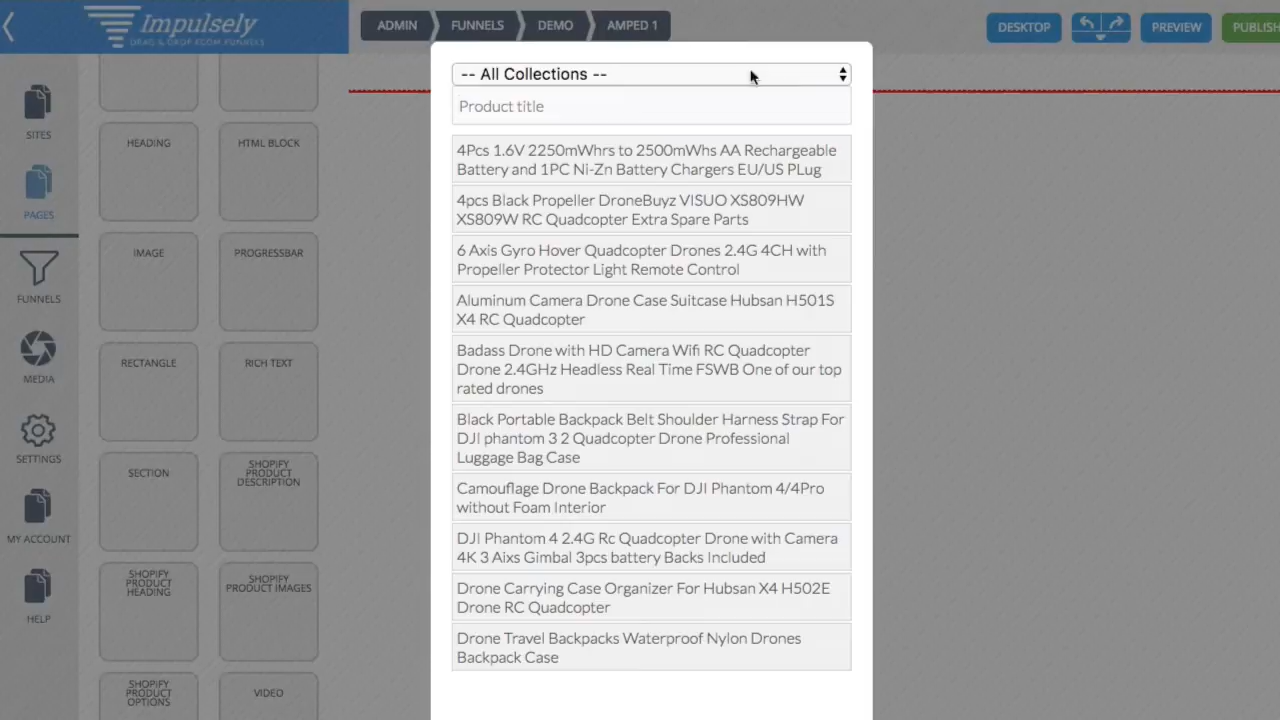 Impulsely
DRAG & DROP ECOM FUNNELS
ADMIN
FUNNELS
DEMO
AMPED 1
DESKTOP
PREVIEW
PUBLISH
SITES
PAGES
FUNNELS
MEDIA
SETTINGS
MY ACCOUNT
HELP
HEADING
HTML BLOCK
IMAGE
PROGRESSBAR
RECTANGLE
RICH TEXT
SECTION
SHOPIFY
PRODUCT
DESCRIPTION
SHOPIFY
PRODUCT
HEADING
SHOPIFY
PRODUCT IMAGES
SHOPIFY
PRODUCT
OPTIONS
VIDEO
-- All Collections --
Product title
4Pcs 1.6V 2250mWhrs to 2500mWhs AA Rechargeable
Battery and 1PC Ni-Zn Battery Chargers EU/US PLug
4pcs Black Propeller DroneBuyz VISUO XS809HW
XS809W RC Quadcopter Extra Spare Parts
6 Axis Gyro Hover Quadcopter Drones 2.4G 4CH with
Propeller Protector Light Remote Control
Aluminum Camera Drone Case Suitcase Hubsan H501S
X4 RC Quadcopter
Badass Drone with HD Camera Wifi RC Quadcopter
Drone 2.4GHz Headless Real Time FSWB One of our top
rated drones
Black Portable Backpack Belt Shoulder Harness Strap For
DJI phantom 3 2 Quadcopter Drone Professional
Luggage Bag Case
Camouflage Drone Backpack For DJI Phantom 4/4Pro
without Foam Interior
DJI Phantom 4 2.4G Rc Quadcopter Drone with Camera
4K 3 Aixs Gimbal 3pcs battery Backs Included
Drone Carrying Case Organizer For Hubsan X4 H502E
Drone RC Quadcopter
Drone Travel Backpacks Waterproof Nylon Drones
Backpack Case